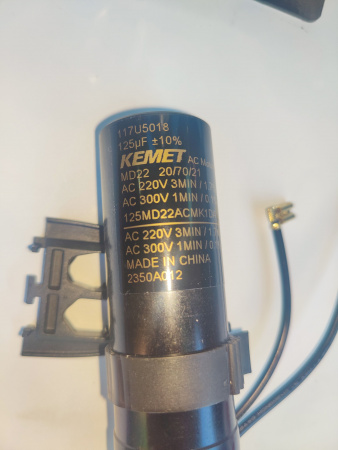 117U5018
125µF ±10%
KEMET AC
MD22 20/70/21
AC 220V 3MIN /
AC 300V 1MIN /
125MD22ACMK
AC 220V 3MIN /
AC 300V 1MIN /
MADE IN CHINA
2350A012